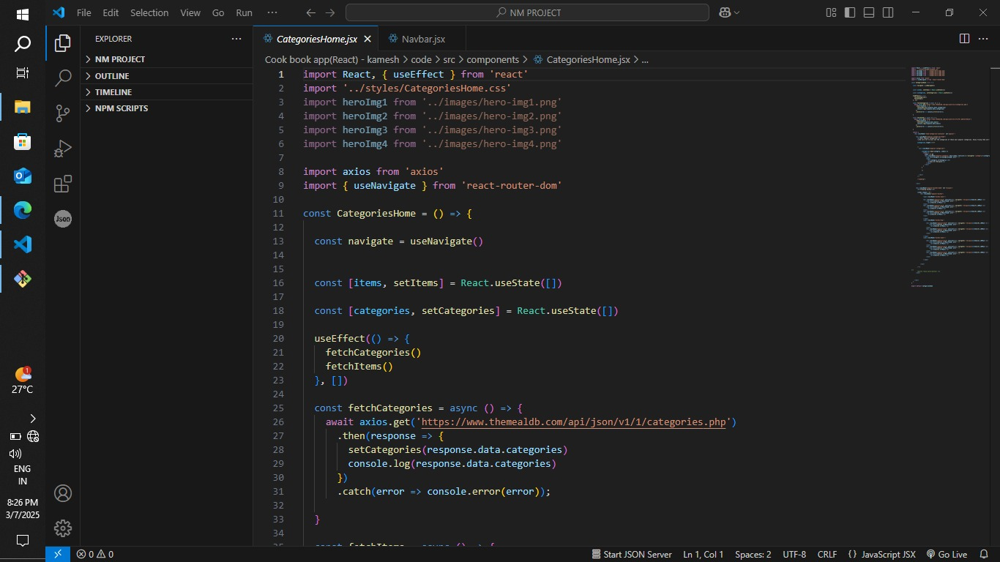 File Edit Selection View Go Run ··· NM PROJECT
EXPLORER ···
NM PROJECT
OUTLINE
TIMELINE
NPM SCRIPTS
Json
CategoriesHome.jsx Navbar.jsx
Cook book app(React) - kamesh > code > src > components > CategoriesHome.jsx > ...
1 import React, { useEffect } from 'react'
2 import '../styles/CategoriesHome.css'
3 import heroImg1 from '../images/hero-img1.png'
4 import heroImg2 from '../images/hero-img2.png'
5 import heroImg3 from '../images/hero-img3.png'
6 import heroImg4 from '../images/hero-img4.png'
7
8 import axios from 'axios'
9 import { useNavigate } from 'react-router-dom'
10
11 const CategoriesHome = () => {
12
13 const navigate = useNavigate()
14
15
16 const [items, setItems] = React.useState([])
17
18 const [categories, setCategories] = React.useState([])
19
20 useEffect(() => {
21 fetchCategories()
22 fetchItems()
23 }, [])
24
25 const fetchCategories = async () => {
26 await axios.get('https://www.themealdb.com/api/json/v1/1/categories.php')
27 .then(response => {
28 setCategories(response.data.categories)
29 console.log(response.data.categories)
30 })
31 .catch(error => console.error(error));
32
33 }
34
35 const fetchItems = async () => {
1
27°C
ENG
IN
8:26 PM
3/7/2025
0 0 Start JSON Server Ln 1, Col 1 Spaces: 2 UTF-8 CRLF {} JavaScript JSX Go Live